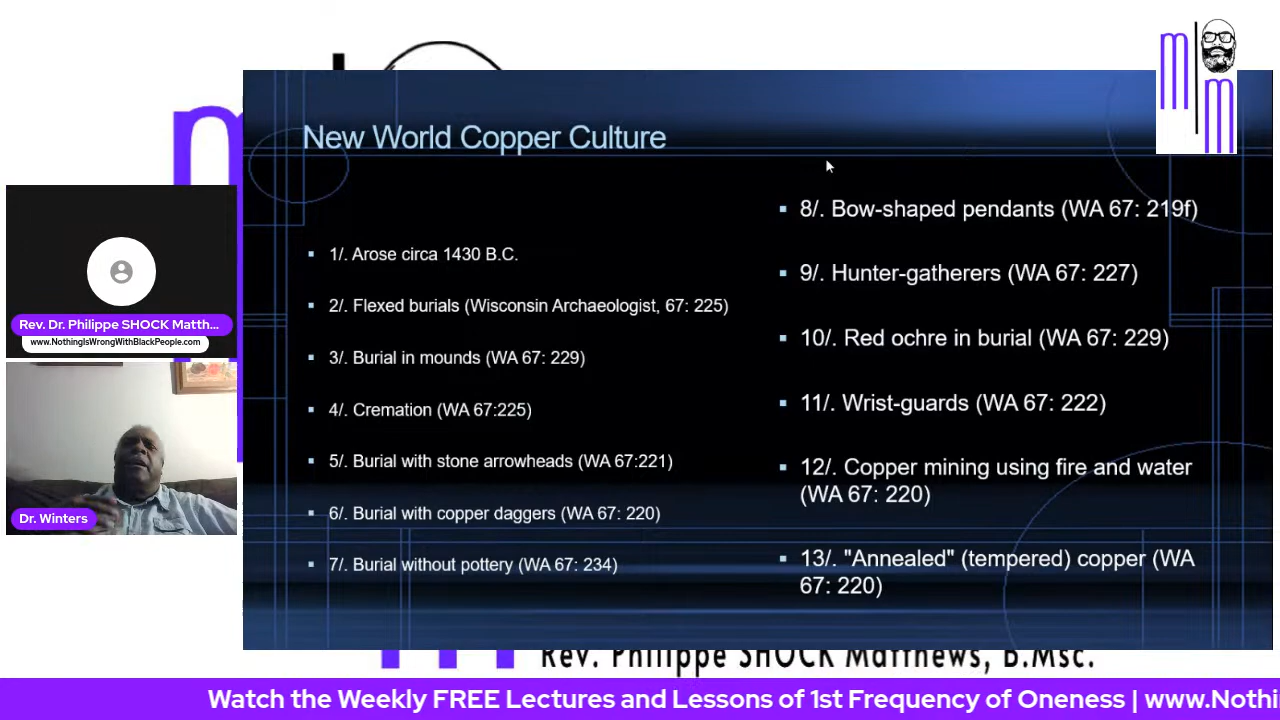 New World Copper Culture
1/. Arose circa 1430 B.C.
2/. Flexed burials (Wisconsin Archaeologist, 67: 225)
3/. Burial in mounds (WA 67: 229)
4/. Cremation (WA 67:225)
5/. Burial with stone arrowheads (WA 67:221)
6/. Burial with copper daggers (WA 67: 220)
7/. Burial without pottery (WA 67: 234)
8/. Bow-shaped pendants (WA 67: 219f)
9/. Hunter-gatherers (WA 67: 227)
10/. Red ochre in burial (WA 67: 229)
11/. Wrist-guards (WA 67: 222)
12/. Copper mining using fire and water
(WA 67: 220)
13/. "Annealed" (tempered) copper (WA
67: 220)
m
m
Rev. Dr. Philippe SHOCK Matth...
www.NothingIsWrongWithBlackPeople.com
Dr. Winters
Rev. Philippe SHOCK Matthews, B.Msc.
Watch the Weekly FREE Lectures and Lessons of 1st Frequency of Oneness | www.Nothi